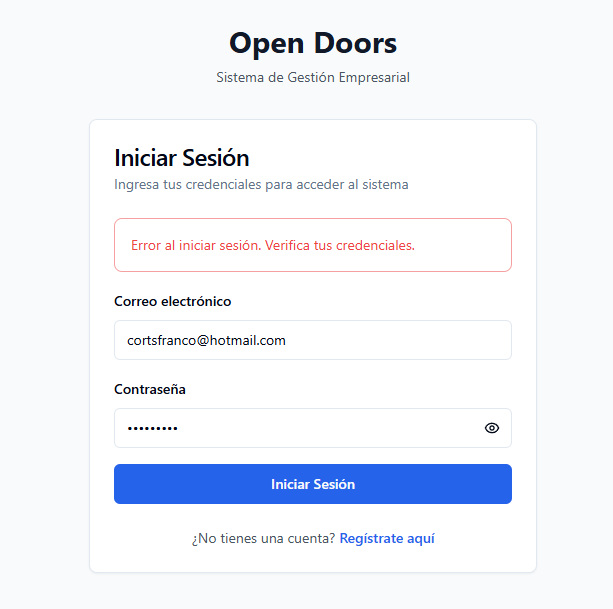 Open Doors
Sistema de Gestión Empresarial
Iniciar Sesión
Ingresa tus credenciales para acceder al sistema
Error al iniciar sesión. Verifica tus credenciales.
Correo electrónico
cortsfranco@hotmail.com
Contraseña
•••••••••
Iniciar Sesión
¿No tienes una cuenta? Regístrate aquí